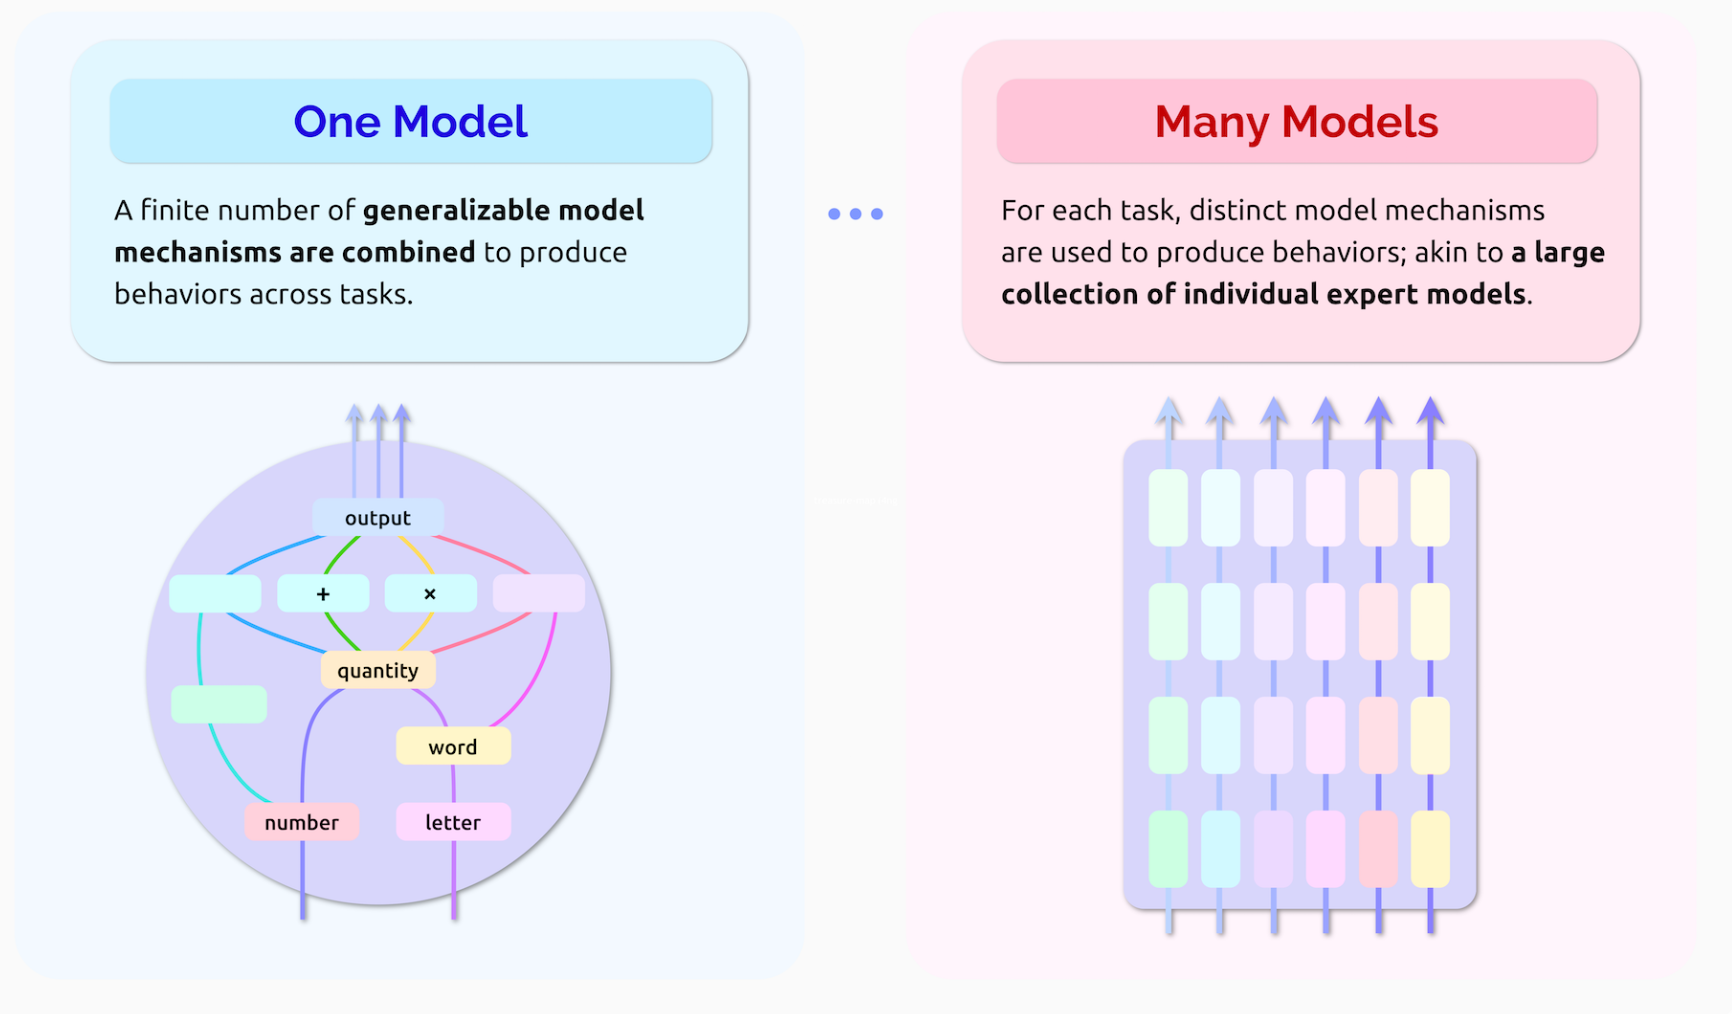 One Model
A finite number of generalizable model
mechanisms are combined to produce
behaviors across tasks.
Many Models
For each task, distinct model mechanisms
are used to produce behaviors; akin to a large
collection of individual expert models.
output
+
×
quantity
word
number
letter